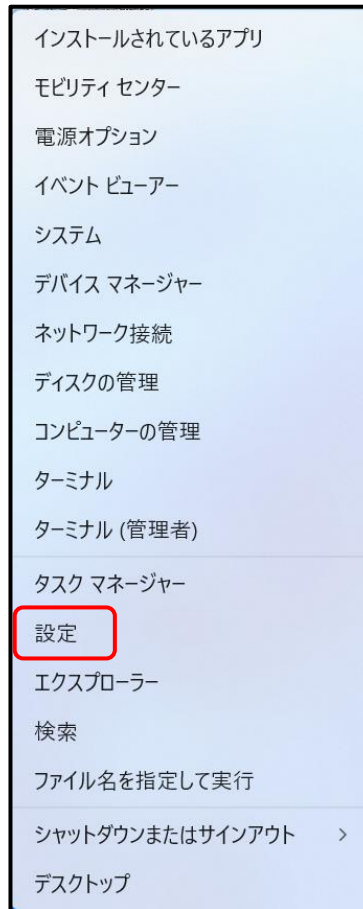 インストールされているアプリ
モビリティ センター
電源オプション
イベント ビューアー
システム
デバイス マネージャー
ネットワーク接続
ディスクの管理
コンピューターの管理
ターミナル
ターミナル (管理者)
タスク マネージャー
設定
エクスプローラー
検索
ファイル名を指定して実行
シャットダウンまたはサインアウト
デスクトップ